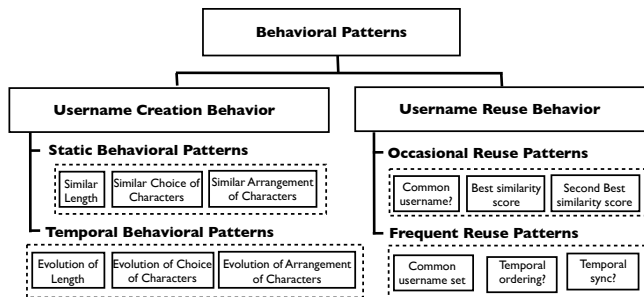 Behavioral Patterns
Username Creation Behavior
Username Reuse Behavior
Static Behavioral Patterns
Similar
Length
Similar Choice of
Characters
Similar Arrangement
of Characters
Temporal Behavioral Patterns
Evolution of
Length
Evolution of Choice
of Characters
Evolution of Arrangement
of Characters
Occasional Reuse Patterns
Common
username?
Best similarity
score
Second Best
similarity score
Frequent Reuse Patterns
Common
username set
Temporal
ordering?
Temporal
sync?